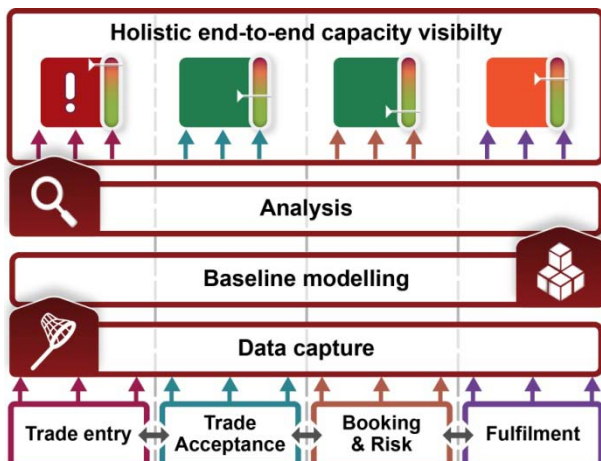 Holistic end-to-end capacity visibilty
!
Analysis
Baseline modelling
Data capture
Trade entry
Trade
Acceptance
Booking
& Risk
Fulfilment